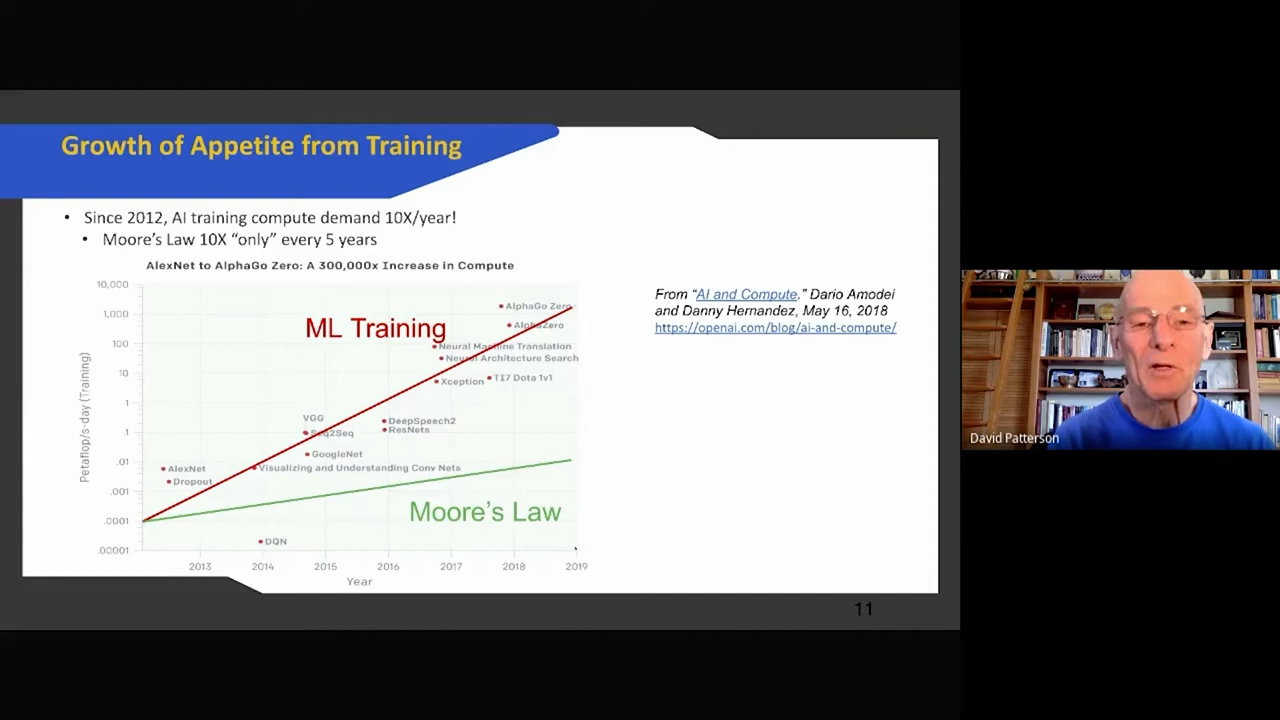 Growth of Appetite from Training
• Since 2012, AI training compute demand 10X/year!
• Moore's Law 10X “only” every 5 years
AlexNet to AlphaGo Zero: A 300,000x Increase in Compute
From “AI and Compute.” Dario Amodei
and Danny Hernandez, May 16, 2018
https://openai.com/blog/ai-and-compute/
Petaflop/s-day (Training)
10,000
1,000
100
10
1
.1
.01
.001
.0001
.00001
ML Training
AlphaGo Zero
AlphaZero
Neural Machine Translation
Neural Architecture Search
TI7 Dota 1v1
Xception
VGG
DeepSpeech2
Seq2Seq
ResNets
GoogleNet
AlexNet
Visualizing and Understanding Conv Nets
Dropout
Moore's Law
DQN
2013 2014 2015 2016 2017 2018 2019
Year
11
David Patterson